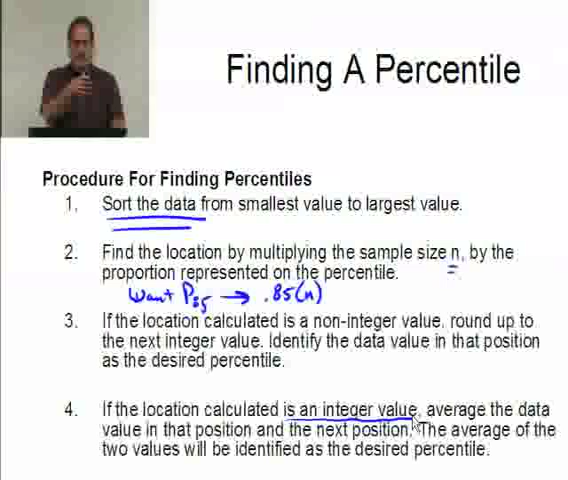 Finding A Percentile
Procedure For Finding Percentiles
1. Sort the data from smallest value to largest value.
2. Find the location by multiplying the sample size n, by the
proportion represented on the percentile.
Want P85 → .85(n)
3. If the location calculated is a non-integer value, round up to
the next integer value. Identify the data value in that position
as the desired percentile.
4. If the location calculated is an integer value, average the data
value in that position and the next position. The average of the
two values will be identified as the desired percentile.